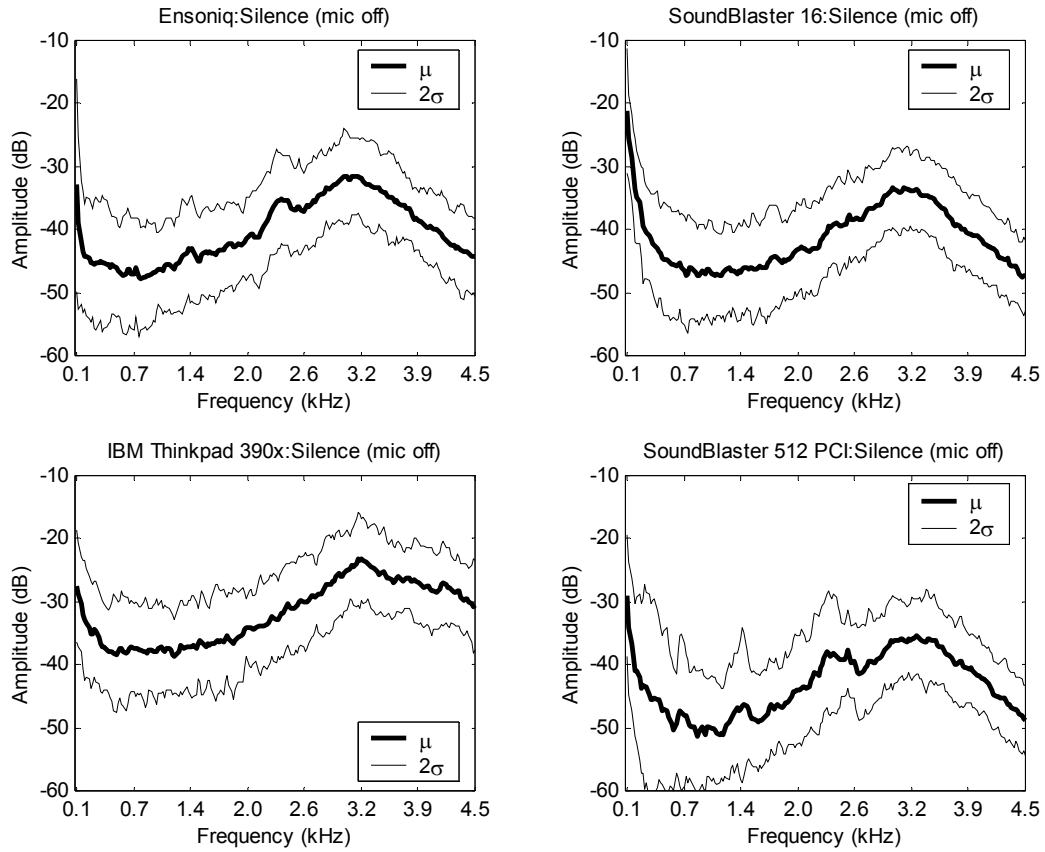 Ensoniq:Silence (mic off)
-10
-20
-30
-40
-50
-60
Amplitude (dB)
μ
2σ
0.1 0.7 1.4 2.0 2.6 3.2 3.9 4.5
Frequency (kHz)
SoundBlaster 16:Silence (mic off)
-10
-20
-30
-40
-50
-60
Amplitude (dB)
μ
2σ
0.1 0.7 1.4 2.0 2.6 3.2 3.9 4.5
Frequency (kHz)
IBM Thinkpad 390x:Silence (mic off)
-10
-20
-30
-40
-50
-60
Amplitude (dB)
μ
2σ
0.1 0.7 1.4 2.0 2.6 3.2 3.9 4.5
Frequency (kHz)
SoundBlaster 512 PCI:Silence (mic off)
-10
-20
-30
-40
-50
-60
Amplitude (dB)
μ
2σ
0.1 0.7 1.4 2.0 2.6 3.2 3.9 4.5
Frequency (kHz)